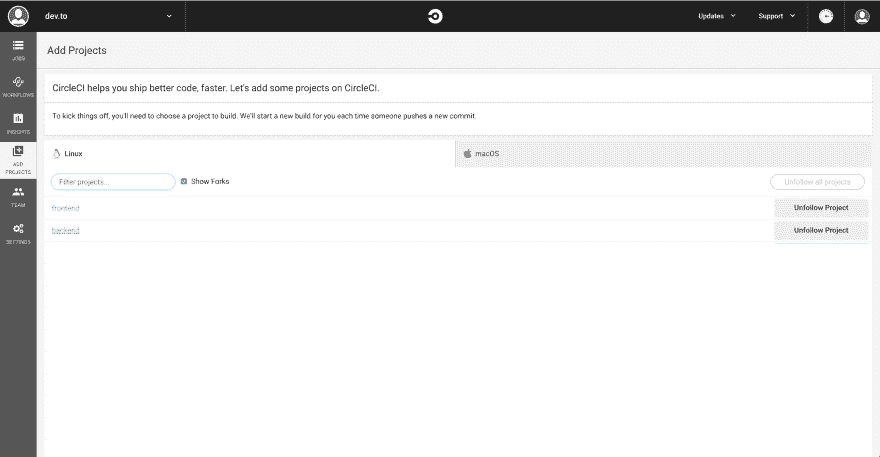 dev.to
Updates
Support
JOBS
WORKFLOWS
INSIGHTS
ADD
PROJECTS
TEAM
SETTINGS
Add Projects
CircleCI helps you ship better code, faster. Let's add some projects on CircleCI.
To kick things off, you'll need to choose a project to build. We'll start a new build for you each time someone pushes a new commit.
Linux
macOS
Filter projects...
Show Forks
Unfollow all projects
frontend
Unfollow Project
backend
Unfollow Project